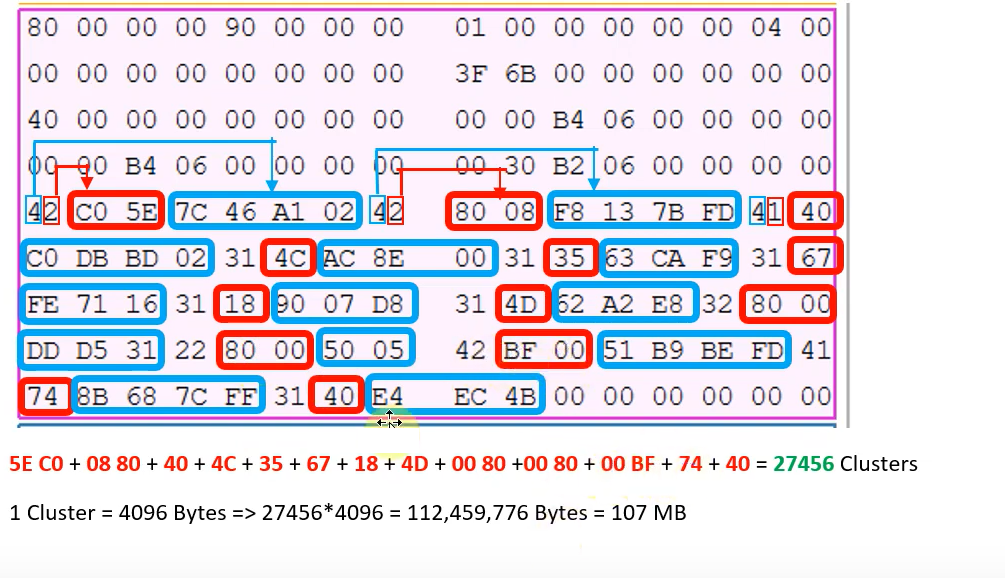 80 00 00 00 90 00 00 00 01 00 00 00 00 00 04 00
00 00 00 00 00 00 00 00 3F 6B 00 00 00 00 00 00
40 00 00 00 00 00 00 00 00 00 B4 06 00 00 00 00
00 90 B4 06 00 00 00 00 00 30 B2 06 00 00 00 00
42 C0 5E 7C 46 A1 02 42 80 08 F8 13 7B FD 41 40
C0 DB BD 02 31 4C AC 8E 00 31 35 63 CA F9 31 67
FE 71 16 31 18 90 07 D8 31 4D 62 A2 E8 32 80 00
DD D5 31 22 80 00 50 05 42 BF 00 51 B9 BE FD 41
74 8B 68 7C FF 31 40 E4 EC 4B 00 00 00 00 00 00
5E C0 + 08 80 + 40 + 4C + 35 + 67 + 18 + 4D + 00 80 +00 80 + 00 BF + 74 + 40 = 27456 Clusters
1 Cluster = 4096 Bytes => 27456*4096 = 112,459,776 Bytes = 107 MB